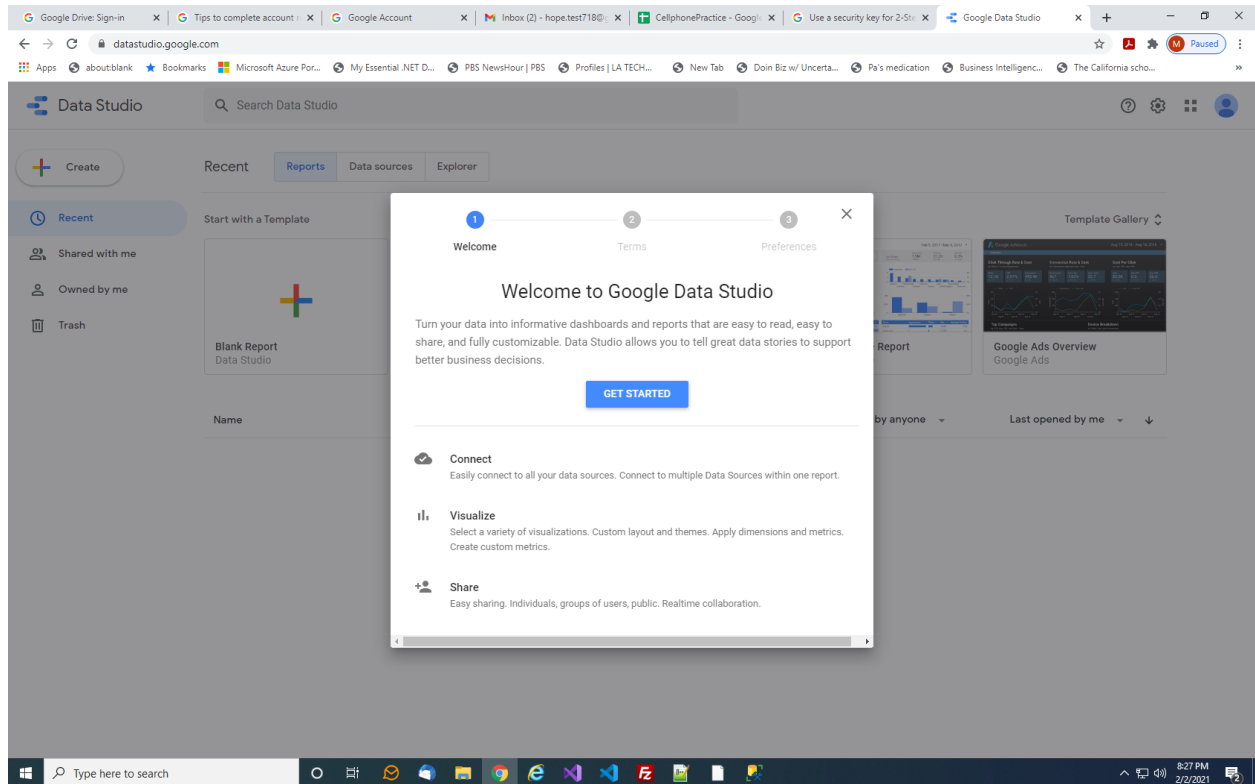 Google Drive: Sign-in
Tips to complete account r
Google Account
Inbox (2) - hope.test718@g
CellphonePractice - Google
Use a security key for 2-Ste
Google Data Studio
datastudio.google.com
M Paused
Apps
about:blank
Bookmarks
Microsoft Azure Por...
My Essential .NET D...
PBS NewsHour | PBS
Profiles | LA TECH...
New Tab
Doin Biz w/ Uncerta...
Pa's medication
Business Intelligenc...
The California scho...
»
Data Studio
Search Data Studio
Create
Recent
Reports
Data sources
Explorer
Recent
Shared with me
Owned by me
Trash
Start with a Template
Template Gallery
Blank Report
Data Studio
Report
Google Ads Overview
Google Ads
Name
by anyone
Last opened by me
1
2
3
Welcome
Terms
Preferences
Welcome to Google Data Studio
Turn your data into informative dashboards and reports that are easy to read, easy to
share, and fully customizable. Data Studio allows you to tell great data stories to support
better business decisions.
GET STARTED
Connect
Easily connect to all your data sources. Connect to multiple Data Sources within one report.
Visualize
Select a variety of visualizations. Custom layout and themes. Apply dimensions and metrics.
Create custom metrics.
Share
Easy sharing. Individuals, groups of users, public. Realtime collaboration.
Type here to search
8:27 PM
2/2/2021